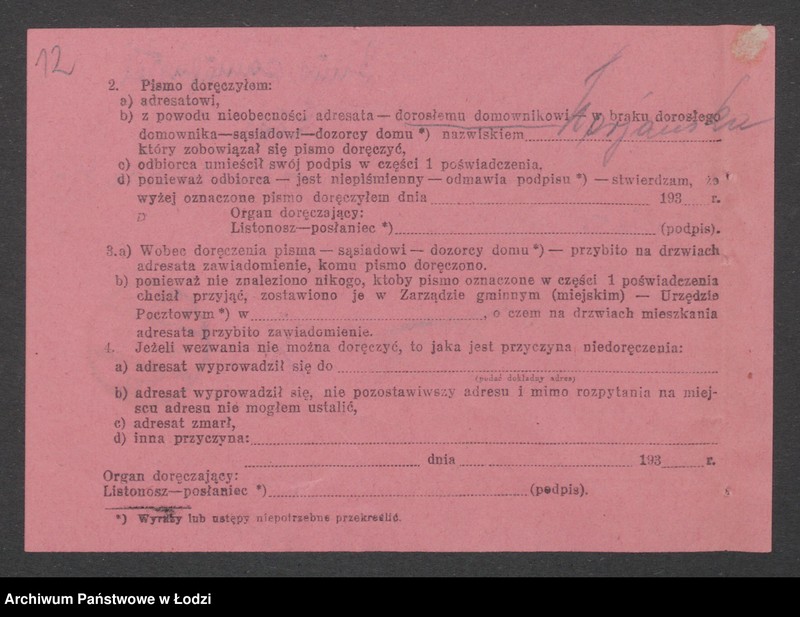 12
2. Pismo doręczyłem:
a) adresatowi,
b) z powodu nieobecności adresata — dorosłemu domownikowi — w braku dorosłego
domownika—sąsiadowi—dozorcy domu *) nazwiskiem
który zobowiązał się pismo doręczyć,
c) odbiorca umieścił swój podpis w części 1 poświadczenia,
d) ponieważ odbiorca — jest niepiśmienny — odmawia podpisu *) — stwierdzam, że
wyżej oznaczone pismo doręczyłem dnia 193 r.
Organ doręczający:
Listonosz—posłaniec *) (podpis).
3.a) Wobec doręczenia pisma — sąsiadowi — dozorcy domu *) — przybito na drzwiach
adresata zawiadomienie, komu pismo doręczono.
b) ponieważ nie znaleziono nikogo, ktoby pismo oznaczone w części 1 poświadczenia
chciał przyjąć, zostawiono je w Zarządzie gminnym (miejskim) — Urzędzie
Pocztowym *) w , o czem na drzwiach mieszkania
adresata przybito zawiadomienie.
4. Jeżeli wezwania nie można doręczyć, to jaka jest przyczyna niedoręczenia:
a) adresat wyprowadził się do
(podać dokładny adres)
b) adresat wyprowadził się, nie pozostawiwszy adresu i mimo rozpytania na miej-
scu adresu nie mogłem ustalić,
c) adresat zmarł,
d) inna przyczyna:
dnia 193 r.
Organ doręczający:
Listonosz—posłaniec *) (podpis).
*) Wyrazy lub ustępy niepotrzebne przekreślić.
Archiwum Państwowe w Łodzi